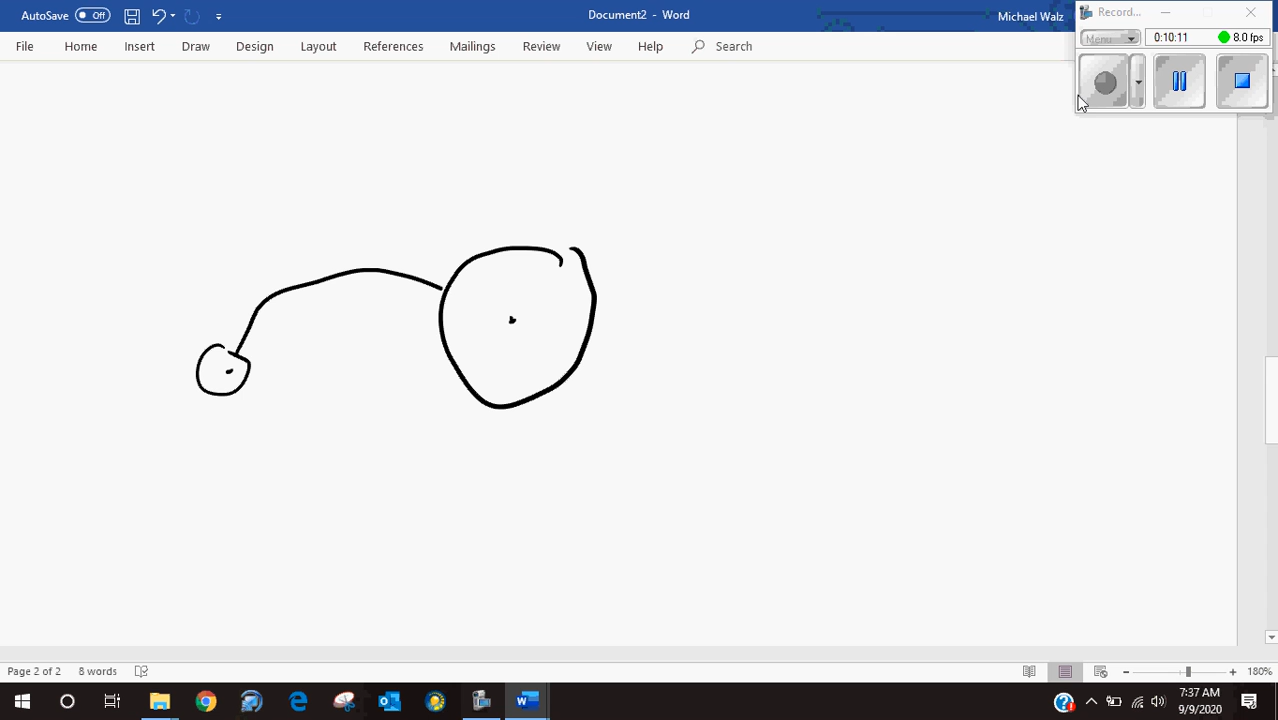 AutoSave Off Document2 - Word Michael Walz Record...
File Home Insert Draw Design Layout References Mailings Review View Help Search
Menu 0:10:11 8.0 fps
Page 2 of 2 8 words 180%
7:37 AM
9/9/2020